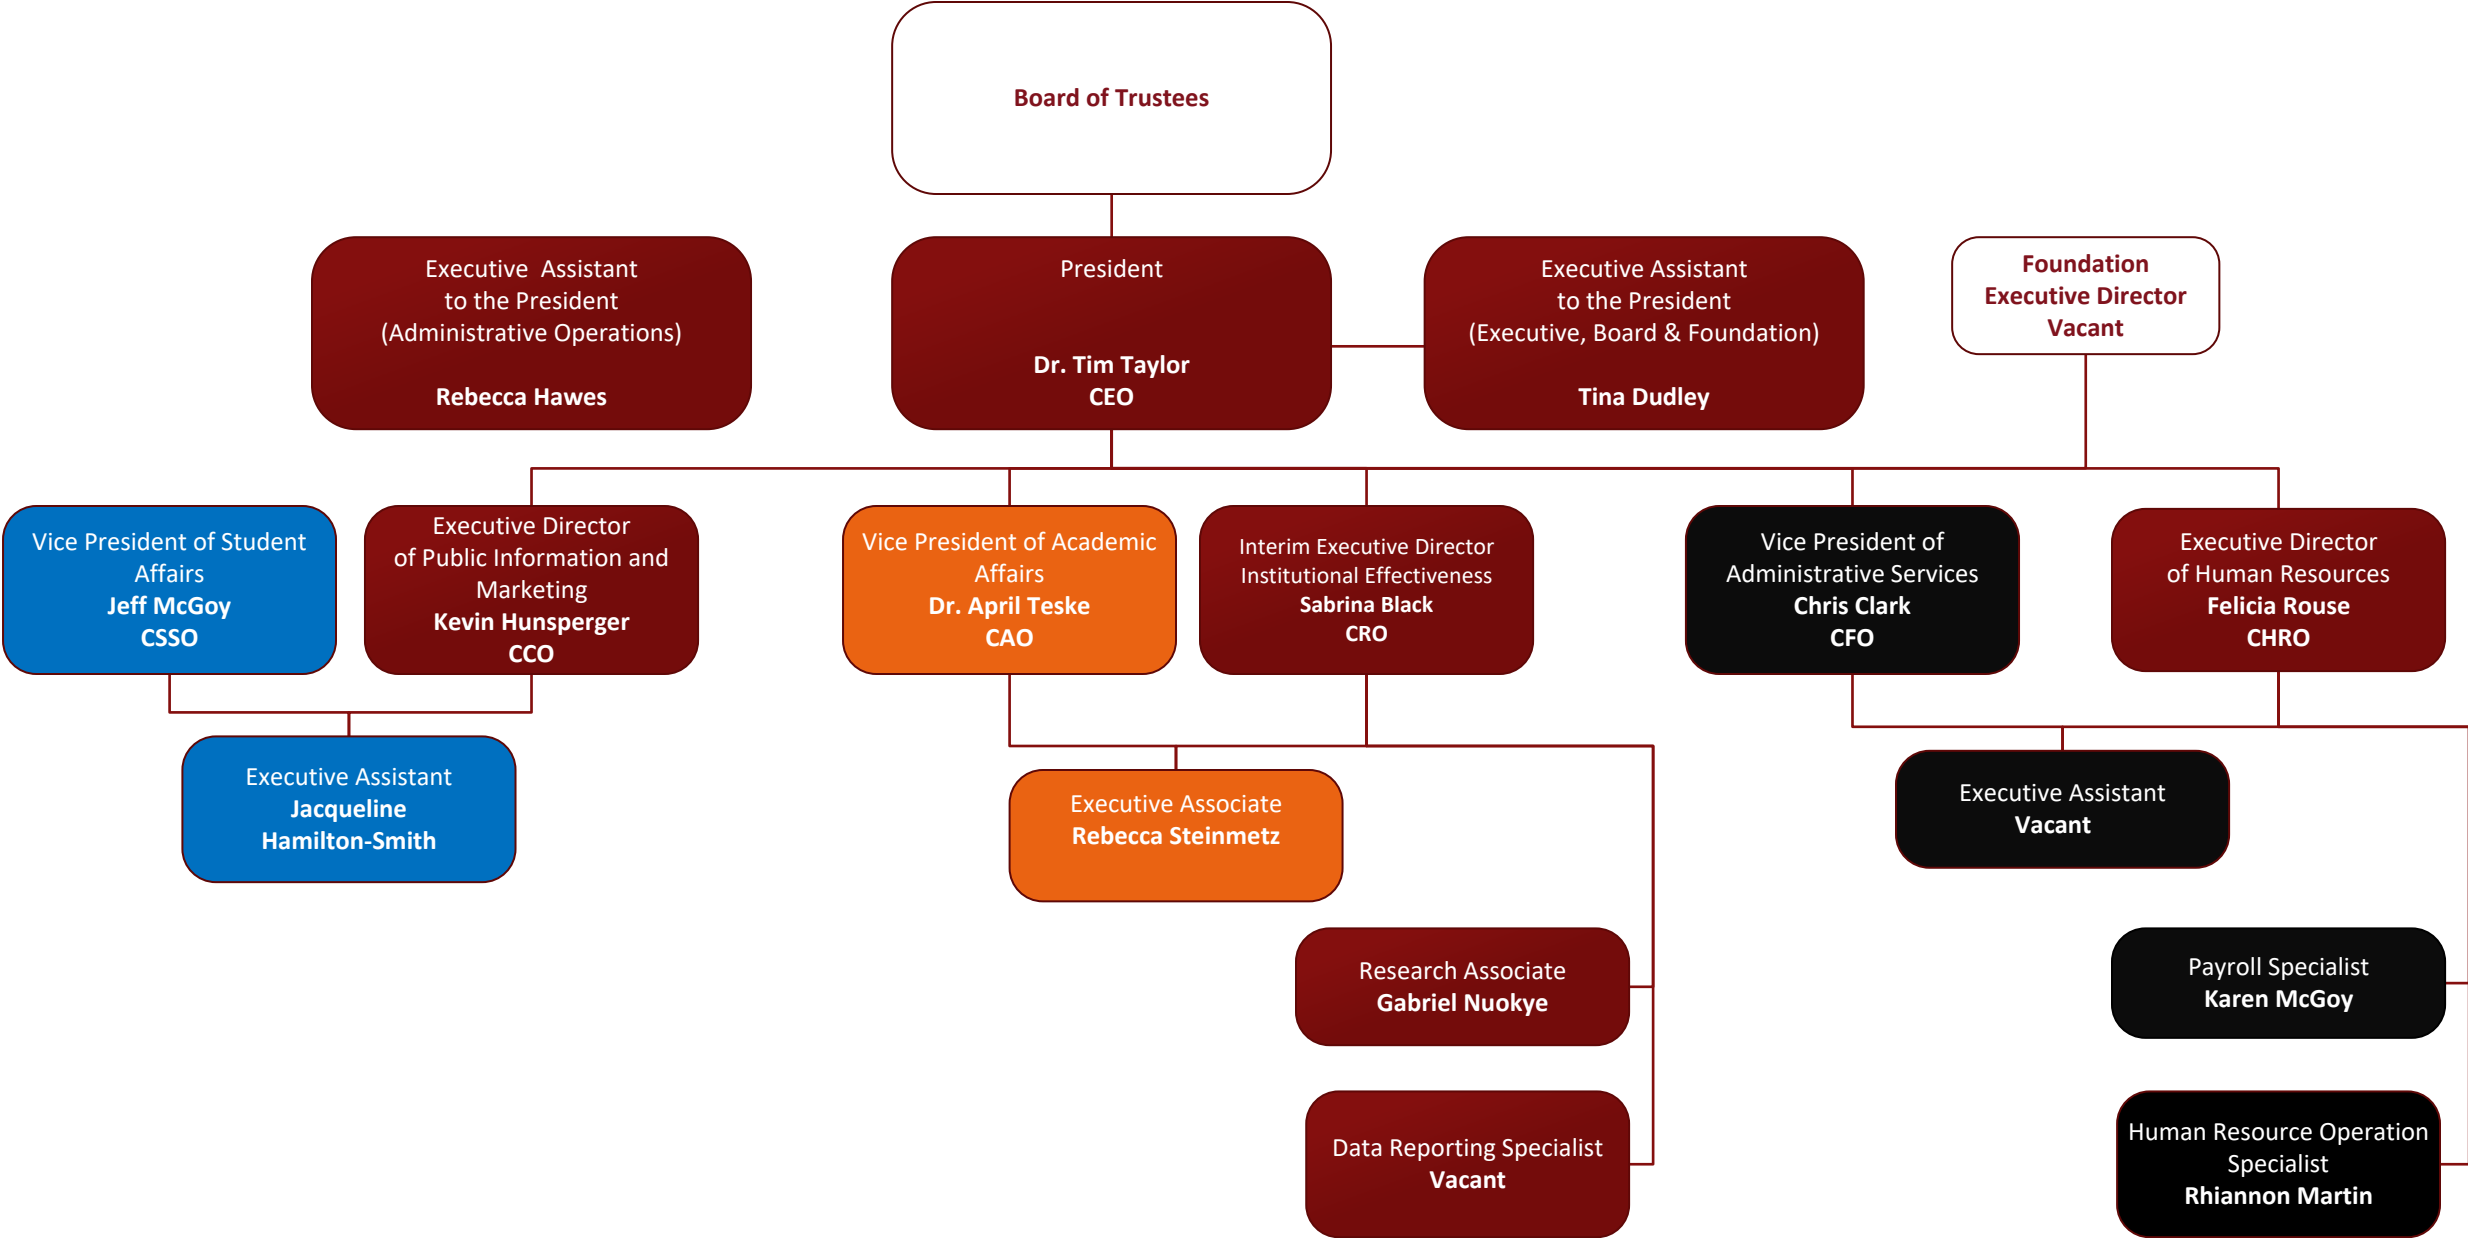 Board of Trustees
Executive  Assistant
to the President
(Administrative Operations)
Rebecca Hawes
President
Dr. Tim Taylor
CEO
Executive Assistant
to the President
(Executive, Board & Foundation)
Tina Dudley
Foundation
Executive Director
Vacant
Vice President of Student
Affairs
Jeff McGoy
CSSO
Executive Director
of Public Information and
Marketing
Kevin Hunsperger
CCO
Vice President of Academic
Affairs
Dr. April Teske
CAO
Interim Executive Director
Institutional Effectiveness
Sabrina Black
CRO
Vice President of
Administrative Services
Chris Clark
CFO
Executive Director
of Human Resources
Felicia Rouse
CHRO
Executive Assistant
Jacqueline
Hamilton-Smith
Executive Associate
Rebecca Steinmetz
Executive Assistant
Vacant
Research Associate
Gabriel Nuokye
Payroll Specialist
Karen McGoy
Data Reporting Specialist
Vacant
Human Resource Operation
Specialist
Rhiannon Martin